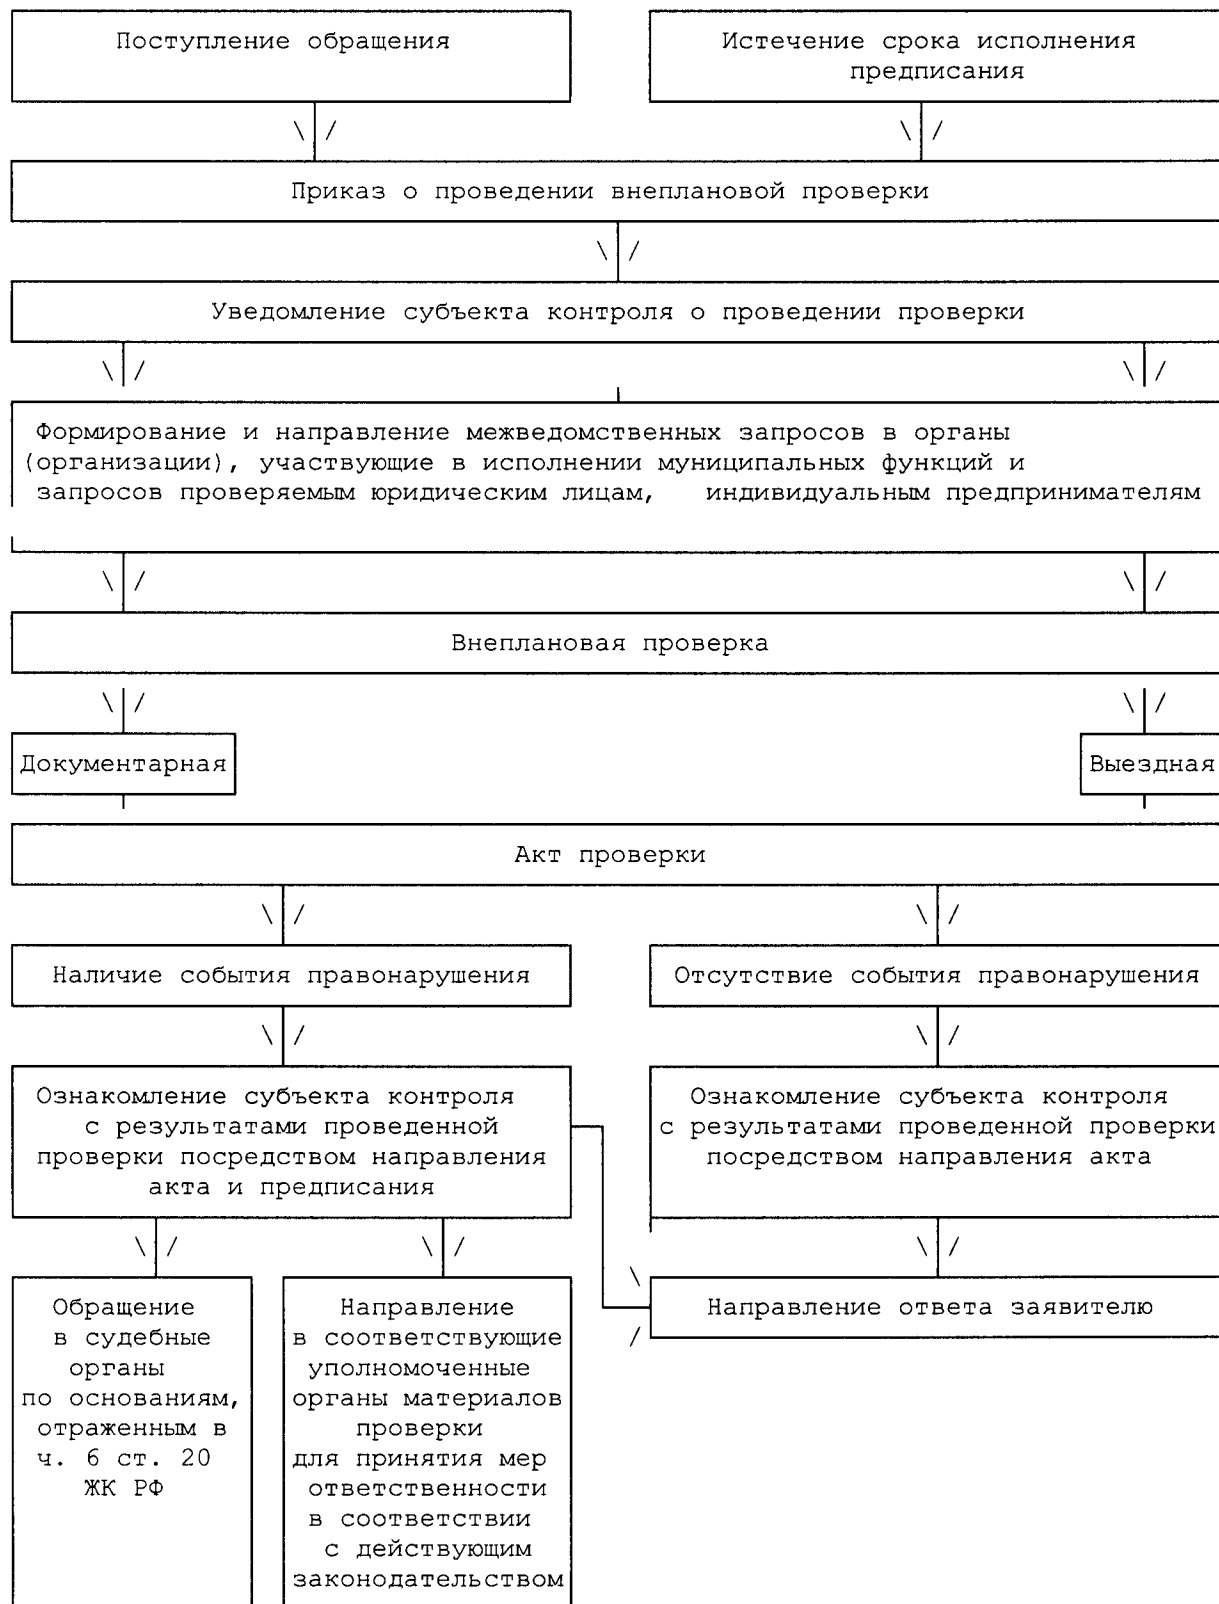 Поступление обращения
Истечение срока исполнения
предписания
Приказ о проведении внеплановой проверки
Уведомление субъекта контроля о проведении проверки
Формирование и направление межведомственных запросов в органы
(организации), участвующие в исполнении муниципальных функций и
запросов проверяемым юридическим лицам, индивидуальным предпринимателям
Внеплановая проверка
Документарная
Выездная
Акт проверки
Наличие события правонарушения
Отсутствие события правонарушения
Ознакомление субъекта контроля
с результатами проведенной
проверки посредством направления
акта и предписания
Ознакомление субъекта контроля
с результатами проведенной проверки
посредством направления акта
Обращение
в судебные
органы
по основаниям,
отраженным в
ч. 6 ст. 20
ЖК РФ
Направление
в соответствующие
уполномоченные
органы материалов
проверки
для принятия мер
ответственности
в соответствии
с действующим
законодательством
Направление ответа заявителю